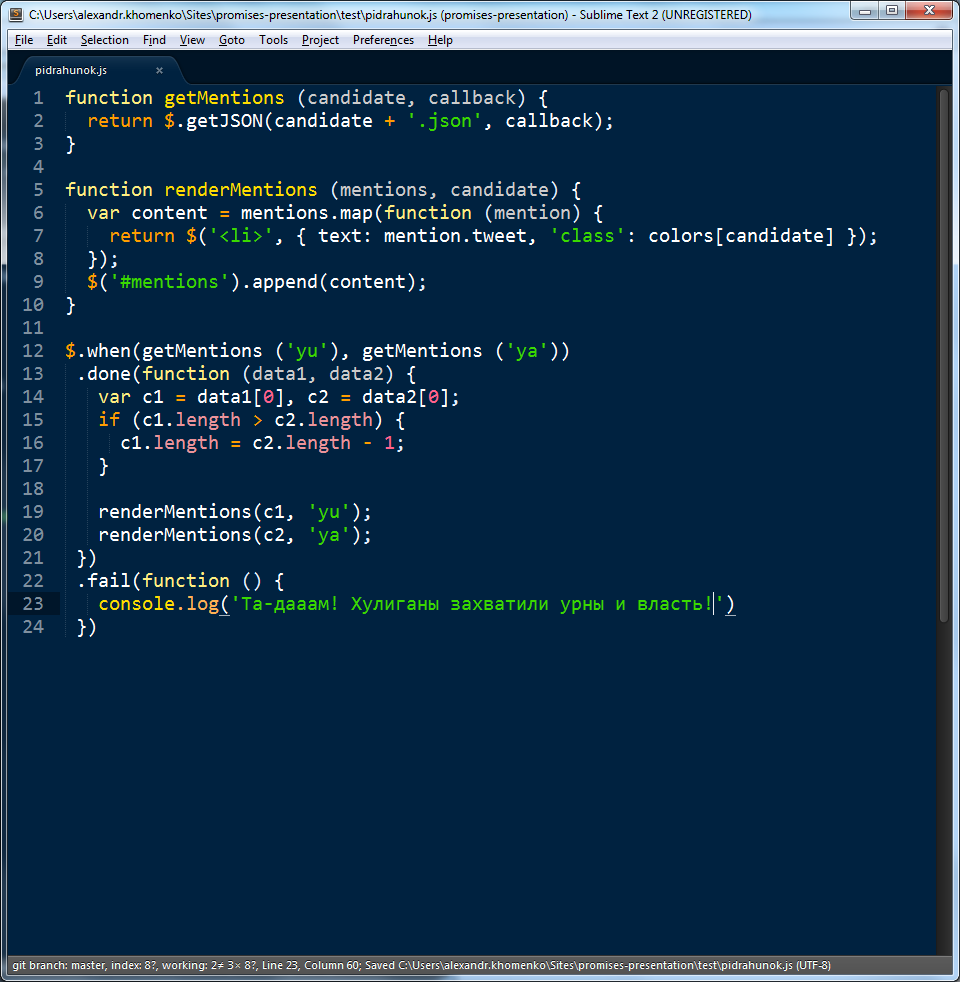 C:\Users\alexandr.khomenko\Sites\promises-presentation\test\pidrahunok.js (promises-presentation) - Sublime Text 2 (UNREGISTERED)
File Edit Selection Find View Goto Tools Project Preferences Help
pidrahunok.js ×
1 function getMentions (candidate, callback) {
2   return $.getJSON(candidate + '.json', callback);
3 }
4
5 function renderMentions (mentions, candidate) {
6   var content = mentions.map(function (mention) {
7     return $('<li>', { text: mention.tweet, 'class': colors[candidate] });
8   });
9   $('#mentions').append(content);
10 }
11
12 $.when(getMentions ('yu'), getMentions ('ya'))
13  .done(function (data1, data2) {
14    var c1 = data1[0], c2 = data2[0];
15    if (c1.length > c2.length) {
16      c1.length = c2.length - 1;
17    }
18
19    renderMentions(c1, 'yu');
20    renderMentions(c2, 'ya');
21  })
22  .fail(function () {
23    console.log('Та-дааам! Хулиганы захватили урны и власть!')
24  })
git branch: master, index: 8?, working: 2≠ 3× 8?, Line 23, Column 60; Saved C:\Users\alexandr.khomenko\Sites\promises-presentation\test\pidrahunok.js (UTF-8)